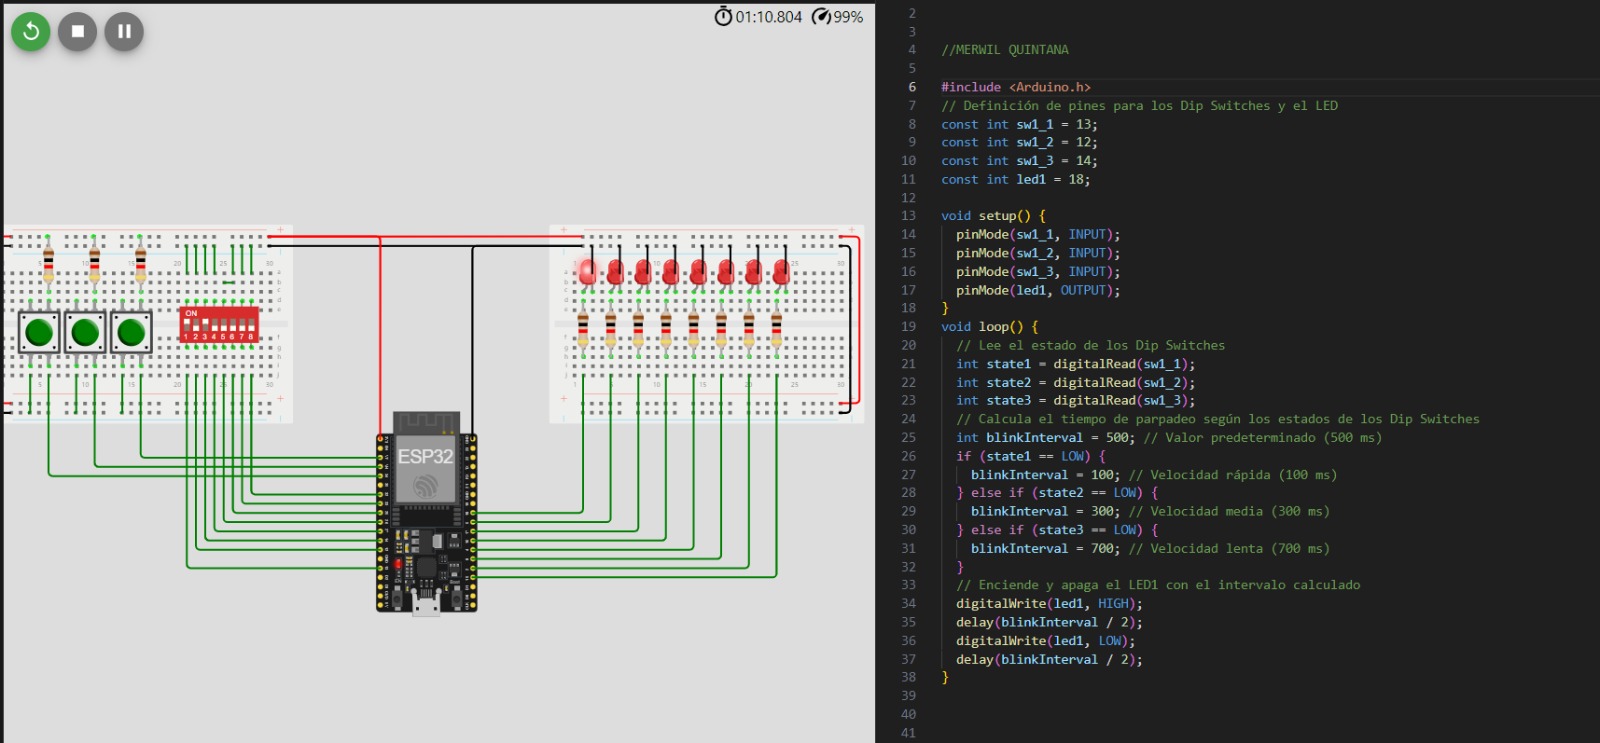 01:10.804 99%
ON
1 2 3 4 5 6 7 8
ESP32
2
3
4 //MERWIL QUINTANA
5
6 #include <Arduino.h>
7 // Definición de pines para los Dip Switches y el LED
8 const int sw1_1 = 13;
9 const int sw1_2 = 12;
10 const int sw1_3 = 14;
11 const int led1 = 18;
12
13 void setup() {
14 pinMode(sw1_1, INPUT);
15 pinMode(sw1_2, INPUT);
16 pinMode(sw1_3, INPUT);
17 pinMode(led1, OUTPUT);
18 }
19 void loop() {
20 // Lee el estado de los Dip Switches
21 int state1 = digitalRead(sw1_1);
22 int state2 = digitalRead(sw1_2);
23 int state3 = digitalRead(sw1_3);
24 // Calcula el tiempo de parpadeo según los estados de los Dip Switches
25 int blinkInterval = 500; // Valor predeterminado (500 ms)
26 if (state1 == LOW) {
27 blinkInterval = 100; // Velocidad rápida (100 ms)
28 } else if (state2 == LOW) {
29 blinkInterval = 300; // Velocidad media (300 ms)
30 } else if (state3 == LOW) {
31 blinkInterval = 700; // Velocidad lenta (700 ms)
32 }
33 // Enciende y apaga el LED1 con el intervalo calculado
34 digitalWrite(led1, HIGH);
35 delay(blinkInterval / 2);
36 digitalWrite(led1, LOW);
37 delay(blinkInterval / 2);
38 }
39
40
41